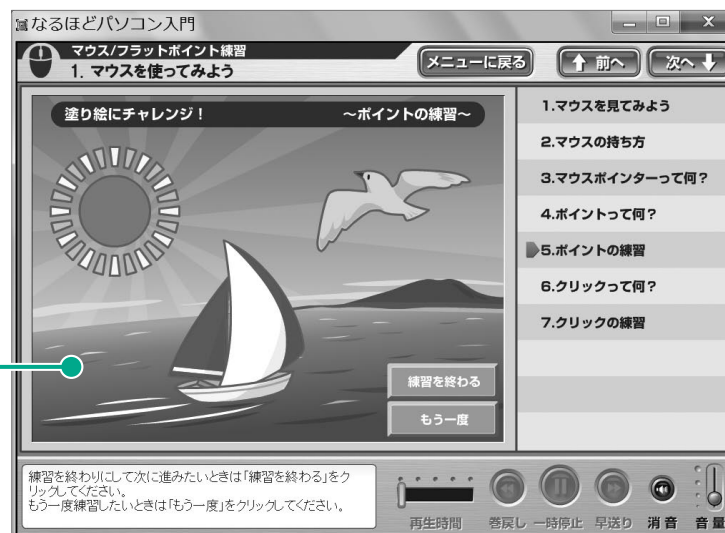 なるほどパソコン入門
マウス/フラットポイント練習
1. マウスを使ってみよう
メニューに戻る
前へ
次へ
塗り絵にチャレンジ！
～ポイントの練習～
練習を終わる
もう一度
1.マウスを見てみよう
2.マウスの持ち方
3.マウスポインターって何？
4.ポイントって何？
5.ポイントの練習
6.クリックって何？
7.クリックの練習
練習を終わりにして次に進みたいときは「練習を終わる」をク
リックしてください。
もう一度練習したいときは「もう一度」をクリックしてください。
再生時間
巻戻し
一時停止
早送り
消音
音量